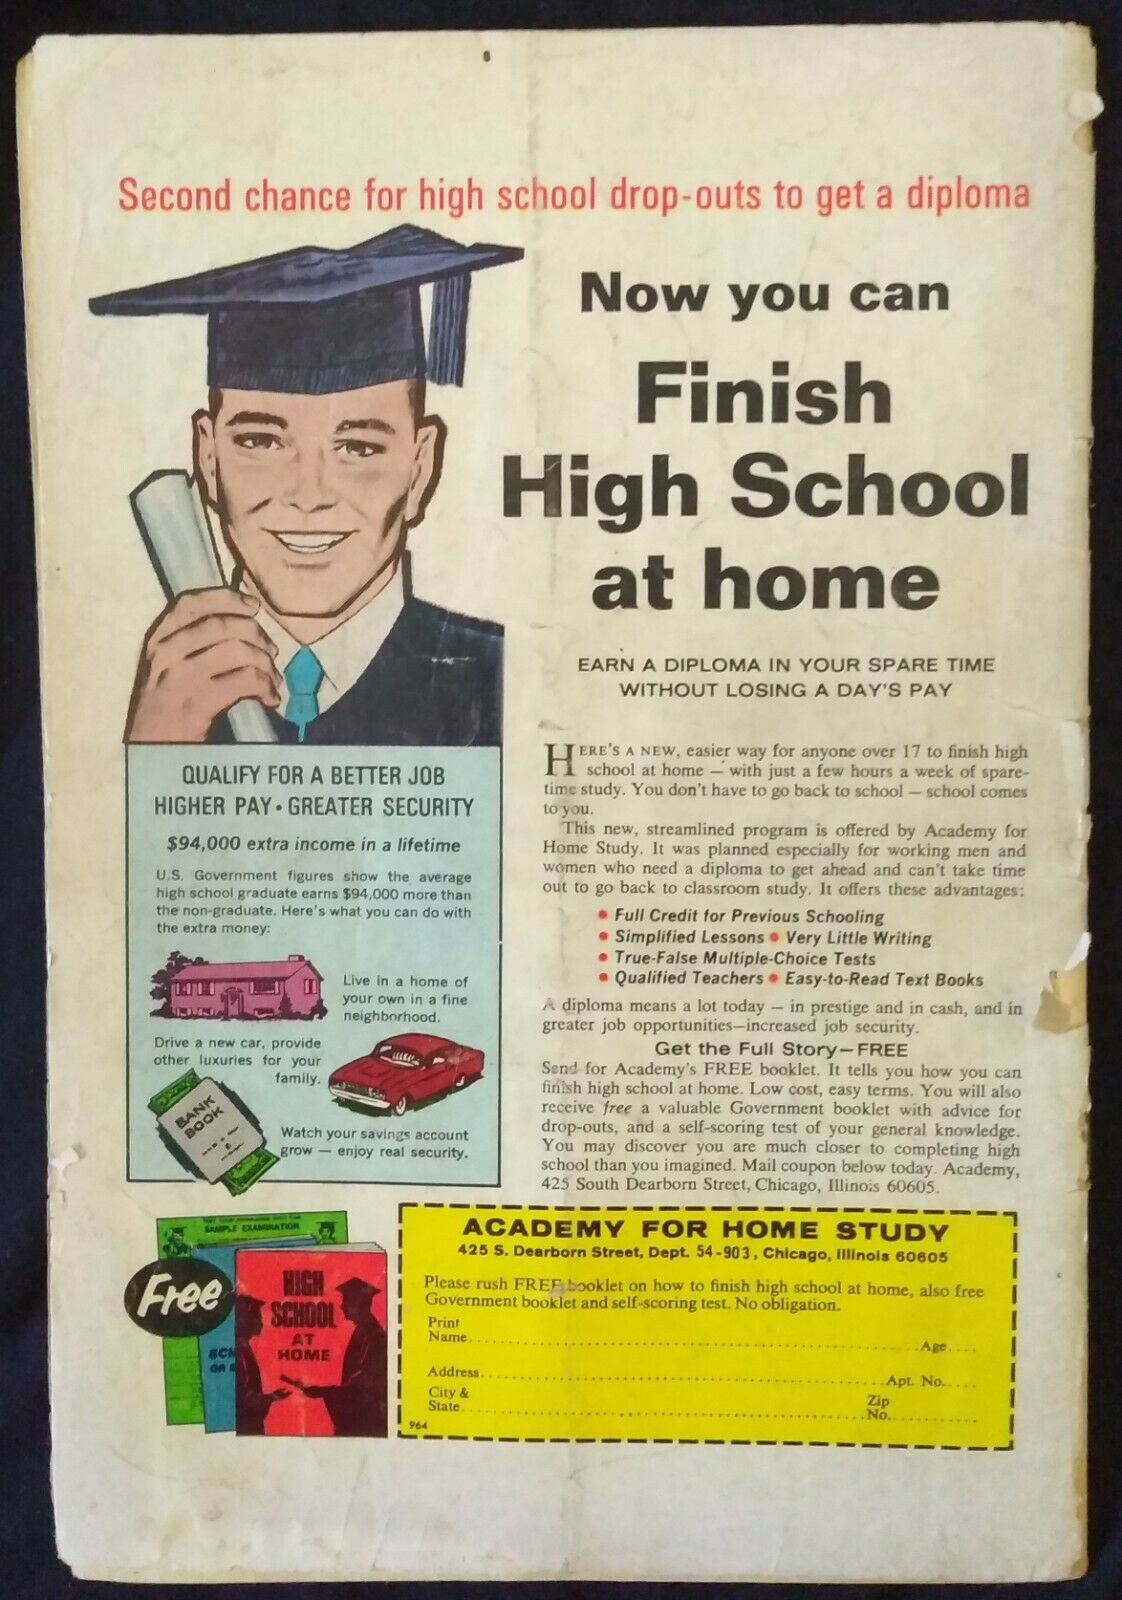 Second chance for high school drop-outs to get a diploma
Now you can
Finish
High School
at home
EARN A DIPLOMA IN YOUR SPARE TIME
WITHOUT LOSING A DAY'S PAY
HERE'S A NEW, easier way for anyone over 17 to finish high
school at home — with just a few hours a week of spare-
time study. You don't have to go back to school — school comes
to you.
This new, streamlined program is offered by Academy for
Home Study. It was planned especially for working men and
women who need a diploma to get ahead and can't take time
out to go back to classroom study. It offers these advantages:
• Full Credit for Previous Schooling
• Simplified Lessons • Very Little Writing
• True-False Multiple-Choice Tests
• Qualified Teachers • Easy-to-Read Text Books
A diploma means a lot today — in prestige and in cash, and in
greater job opportunities—increased job security.
Get the Full Story—FREE
Send for Academy's FREE booklet. It tells you how you can
finish high school at home. Low cost, easy terms. You will also
receive free a valuable Government booklet with advice for
drop-outs, and a self-scoring test of your general knowledge.
You may discover you are much closer to completing high
school than you imagined. Mail coupon below today. Academy,
425 South Dearborn Street, Chicago, Illinois 60605.
QUALIFY FOR A BETTER JOB
HIGHER PAY • GREATER SECURITY
$94,000 extra income in a lifetime
U.S. Government figures show the average
high school graduate earns $94,000 more than
the non-graduate. Here's what you can do with
the extra money:
Live in a home of
your own in a fine
neighborhood.
Drive a new car, provide
other luxuries for your
family.
BANK
BOOK
Watch your savings account
grow — enjoy real security.
SAMPLE EXAMINATION
Free
HIGH
SCHOOL
AT
HOME
ACADEMY FOR HOME STUDY
425 S. Dearborn Street, Dept. 54-903, Chicago, Illinois 60605
Please rush FREE booklet on how to finish high school at home, also free
Government booklet and self-scoring test. No obligation.
Print
Name.......... Age....
Address.......... Apt. No.....
City &
State.......... Zip
No..........
964